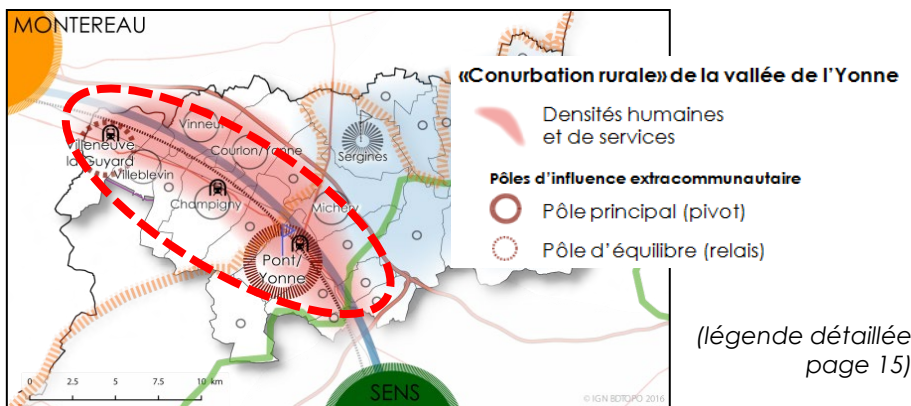 MONTEREAU
Vinneuf
Courlon/Yonne
Villeneuve
la Guyard
Villeblevin
Sergines
Champigny
Michery
Pont/
Yonne
SENS
0 2.5 5 7.5 10 km
© IGN BDTOPO 2016
«Conurbation rurale» de la vallée de l'Yonne
Densités humaines
et de services
Pôles d'influence extracommunautaire
Pôle principal (pivot)
Pôle d'équilibre (relais)
(légende détaillée
page 15)